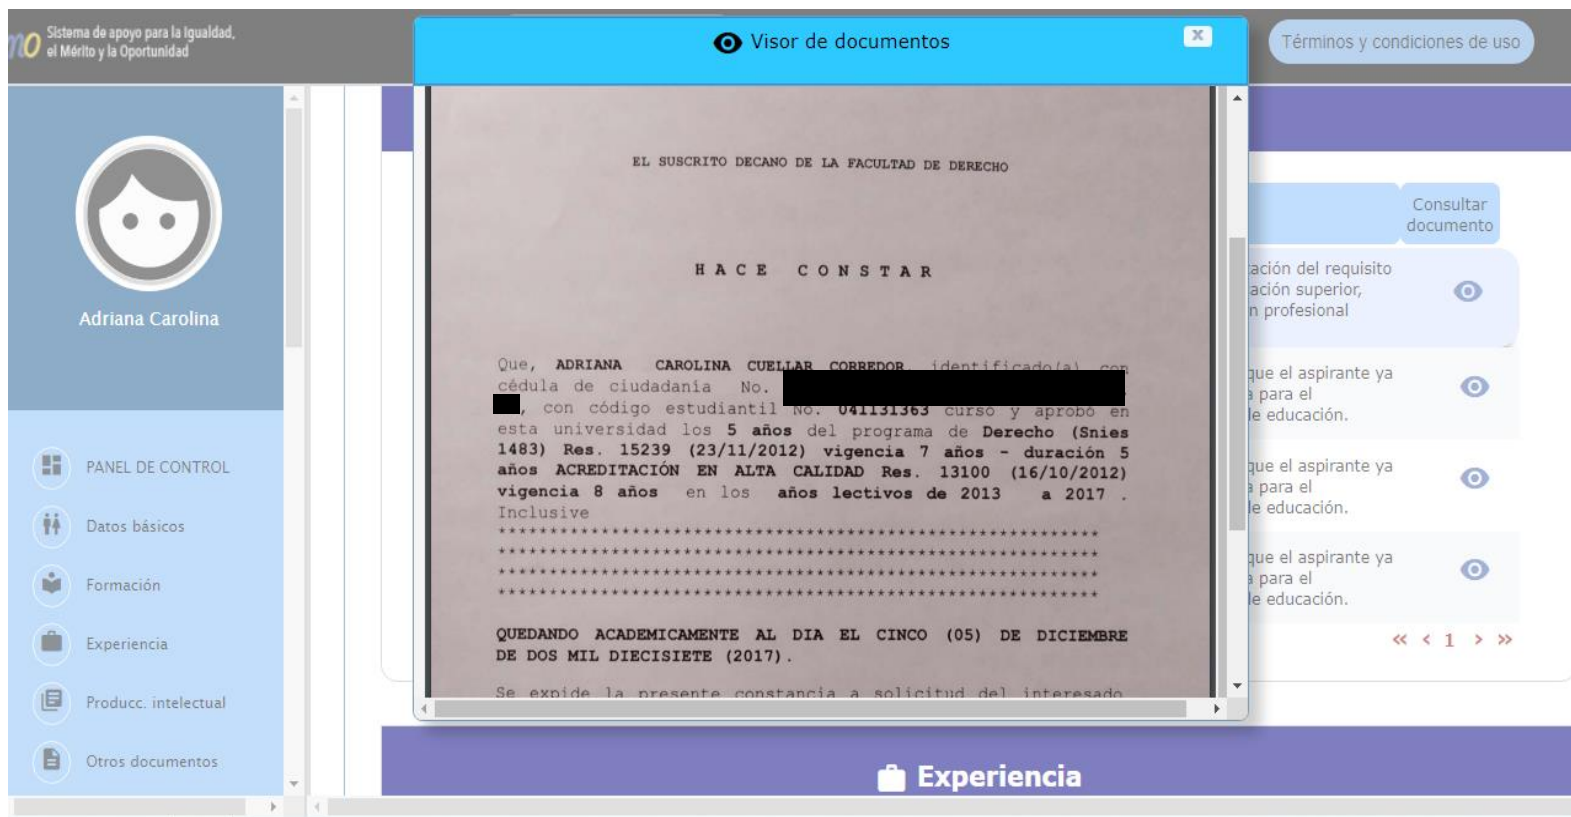 Sistema de apoyo para la Igualdad,
el Mérito y la Oportunidad
Visor de documentos
x
Términos y condiciones de uso
Adriana Carolina
PANEL DE CONTROL
Datos básicos
Formación
Experiencia
Producc. intelectual
Otros documentos
EL SUSCRITO DECANO DE LA FACULTAD DE DERECHO
HACE CONSTAR
Que, ADRIANA CAROLINA CUELLAR CORREDOR, identificado(a) con
cédula de ciudadanía No.
, con código estudiantil No. 041131363 cursó y aprobó en
esta universidad los 5 años del programa de Derecho (Snies
1483) Res. 15239 (23/11/2012) vigencia 7 años - duración 5
años ACREDITACIÓN EN ALTA CALIDAD Res. 13100 (16/10/2012)
vigencia 8 años en los años lectivos de 2013 a 2017 .
Inclusive
QUEDANDO ACADEMICAMENTE AL DIA EL CINCO (05) DE DICIEMBRE
DE DOS MIL DIECISIETE (2017).
Se expide la presente constancia a solicitud del interesado
Consultar
documento
ación del requisito
ación superior,
n profesional
que el aspirante ya
a para el
de educación.
que el aspirante ya
a para el
de educación.
que el aspirante ya
a para el
de educación.
« ‹ 1 › »
Experiencia